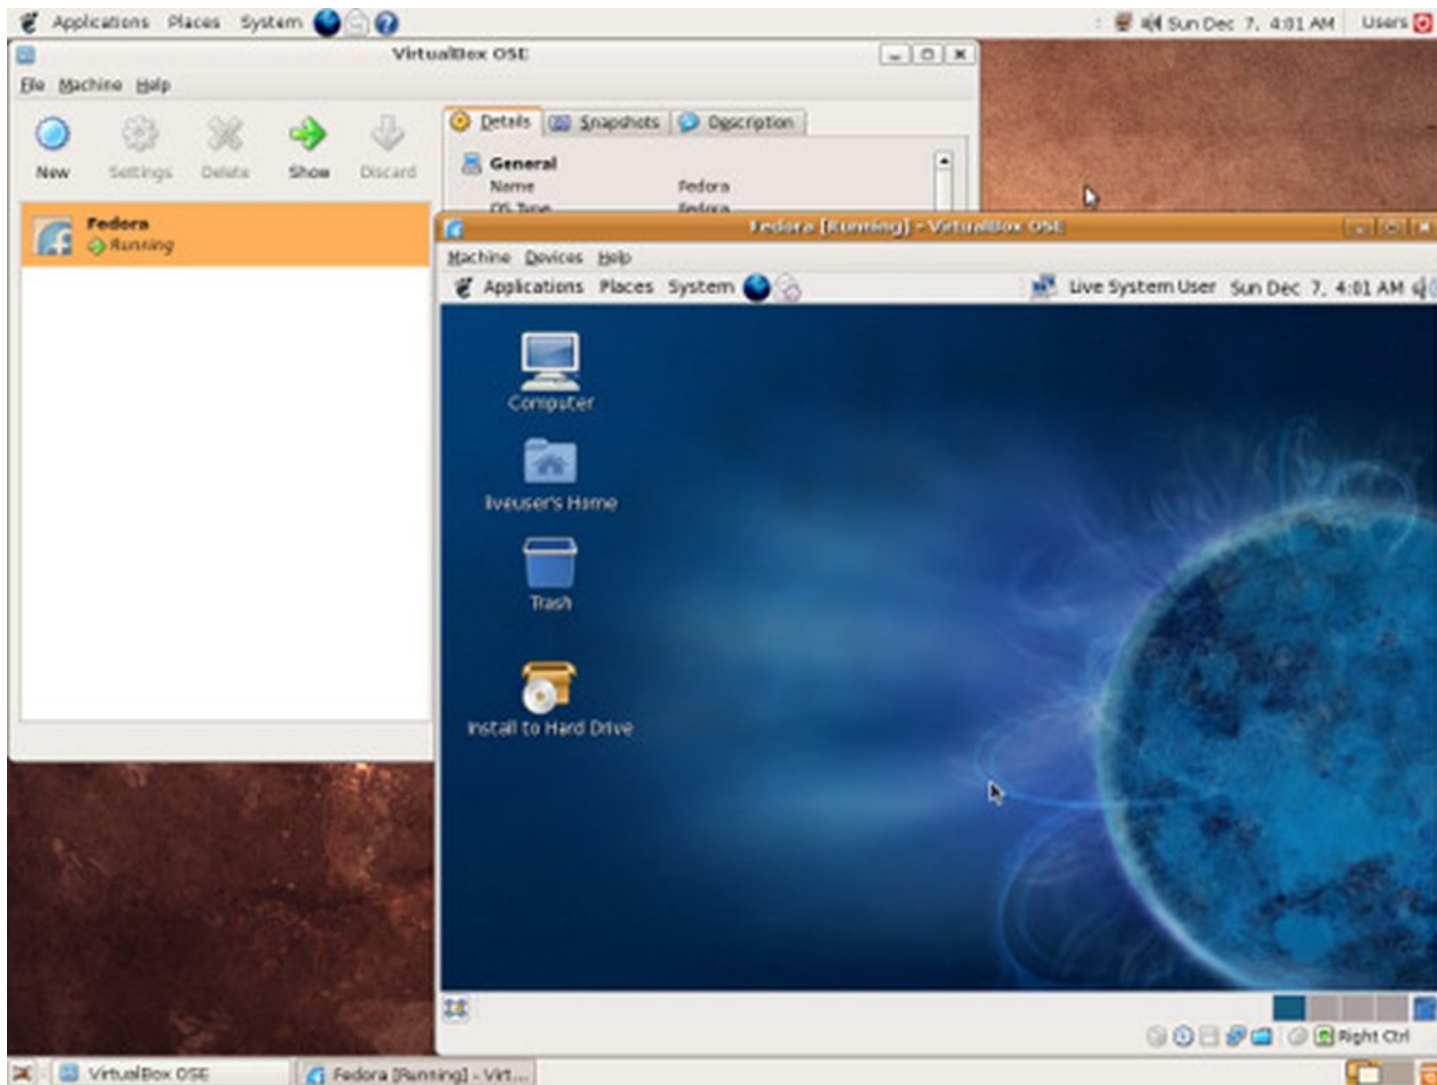 Applications Places System Sun Dec 7, 4:01 AM Users
VirtualBox OSE
File Machine Help
New Settings Delete Show Discard
Details Snapshots Description
General
Name Fedora
OS Type Fedora
Fedora
Running
Fedora [Running] - VirtualBox OSE
Machine Devices Help
Applications Places System Live System User Sun Dec 7, 4:01 AM
Computer
liveuser's Home
Trash
Install to Hard Drive
Right Ctrl
VirtualBox OSE Fedora [Running] - Virt...